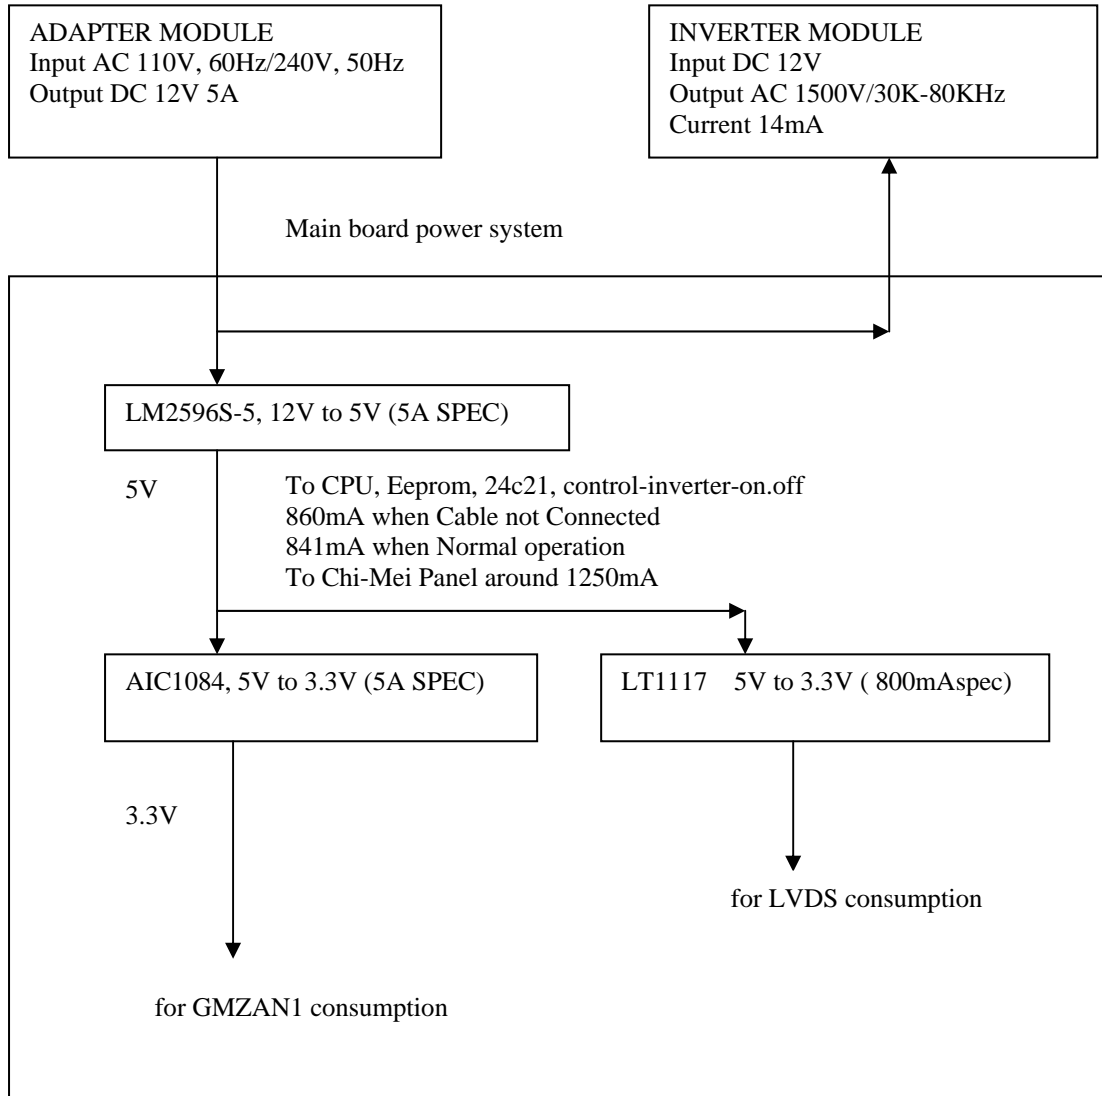 ADAPTER MODULE
Input AC 110V, 60Hz/240V, 50Hz
Output DC 12V 5A
INVERTER MODULE
Input DC 12V
Output AC 1500V/30K-80KHz
Current 14mA
Main board power system
LM2596S-5, 12V to 5V (5A SPEC)
5V
To CPU, Eeprom, 24c21, control-inverter-on.off
860mA when Cable not Connected
841mA when Normal operation
To Chi-Mei Panel around 1250mA
AIC1084, 5V to 3.3V (5A SPEC)
LT1117 5V to 3.3V ( 800mAspec)
3.3V
for LVDS consumption
for GMZAN1 consumption